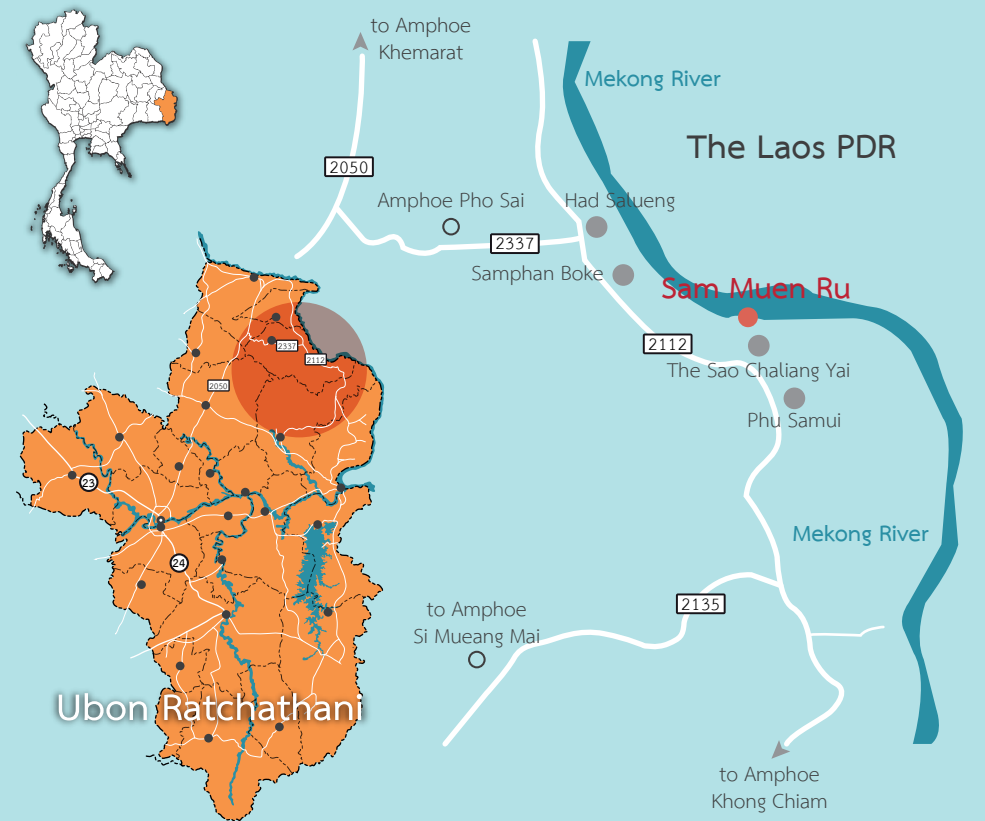 to Amphoe
Khemarat
Mekong River
The Laos PDR
2050
Amphoe Pho Sai
Had Salueng
2337
Samphan Boke
Sam Muen Ru
2112
The Sao Chaliang Yai
Phu Samui
2337
2112
2050
23
24
Mekong River
2135
to Amphoe
Si Mueang Mai
Ubon Ratchathani
to Amphoe
Khong Chiam